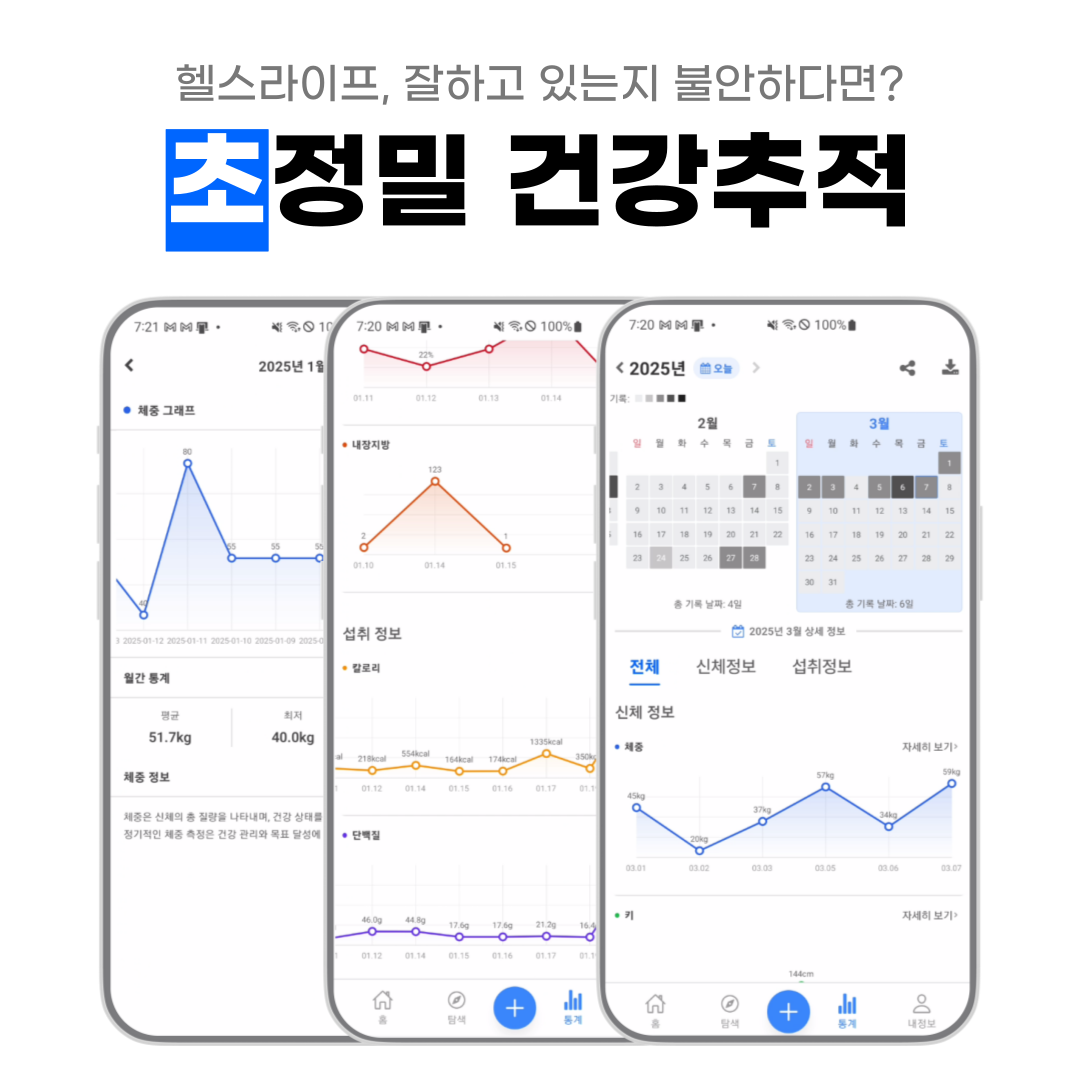 헬스라이프, 잘하고 있는지 불안하다면?
초정밀 건강추적
7:21
2025년 1월
체중 그래프
80
40
55
55
55
2025-01-12 2025-01-11 2025-01-10 2025-01-09
월간 통계
평균
최저
51.7kg
40.0kg
체중 정보
체중은 신체의 총 질량을 나타내며, 건강 상태를
정기적인 체중 측정은 건강 관리와 목표 달성에
7:20
100%
22%
01.11 01.12 01.13 01.14
내장지방
123
2
1
01.10 01.14 01.15
섭취 정보
칼로리
218kcal 554kcal 164kcal 174kcal 1335kcal
01.12 01.14 01.15 01.16 01.17
단백질
46.0g 44.8g 17.6g 17.6g 21.2g 16.4
01.12 01.14 01.15 01.16 01.17
홈 탐색 통계
7:20
100%
2025년
오늘
기록:
2월
일 월 화 수 목 금 토
1
2 3 4 5 6 7 8
9 10 11 12 13 14 15
16 17 18 19 20 21 22
23 24 25 26 27 28
총 기록 날짜: 4일
3월
일 월 화 수 목 금 토
1
2 3 4 5 6 7 8
9 10 11 12 13 14 15
16 17 18 19 20 21 22
23 24 25 26 27 28 29
30 31
총 기록 날짜: 6일
2025년 3월 상세 정보
전체 신체정보 섭취정보
신체 정보
체중
자세히 보기>
45kg 20kg 37kg 57kg 34kg 59kg
03.01 03.02 03.03 03.05 03.06 03.07
키
자세히 보기>
144cm
홈 탐색 통계 내정보